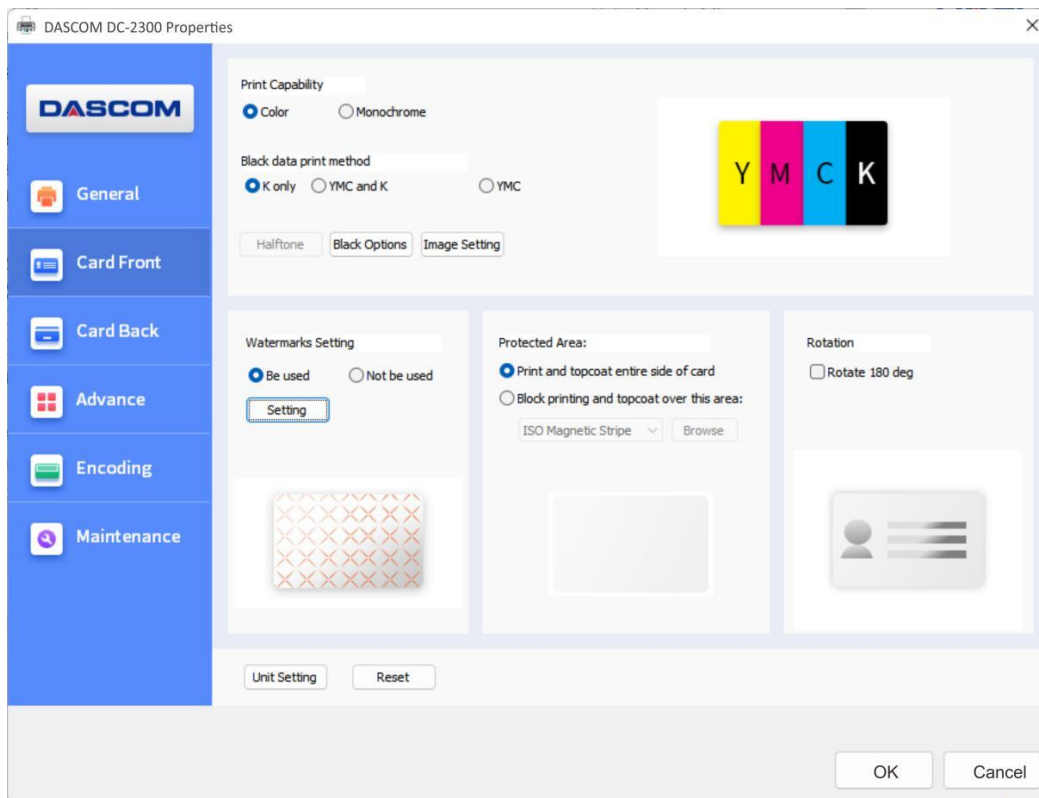 DASCOM DC-2300 Properties
DASCOM
General
Card Front
Card Back
Advance
Encoding
Maintenance
Print Capability
Color Monochrome
Black data print method
K only YMC and K YMC
Halftone Black Options Image Setting
Y M C K
Watermarks Setting
Be used Not be used
Setting
Protected Area:
Print and topcoat entire side of card
Block printing and topcoat over this area:
ISO Magnetic Stripe Browse
Rotation
Rotate 180 deg
Unit Setting Reset
OK Cancel